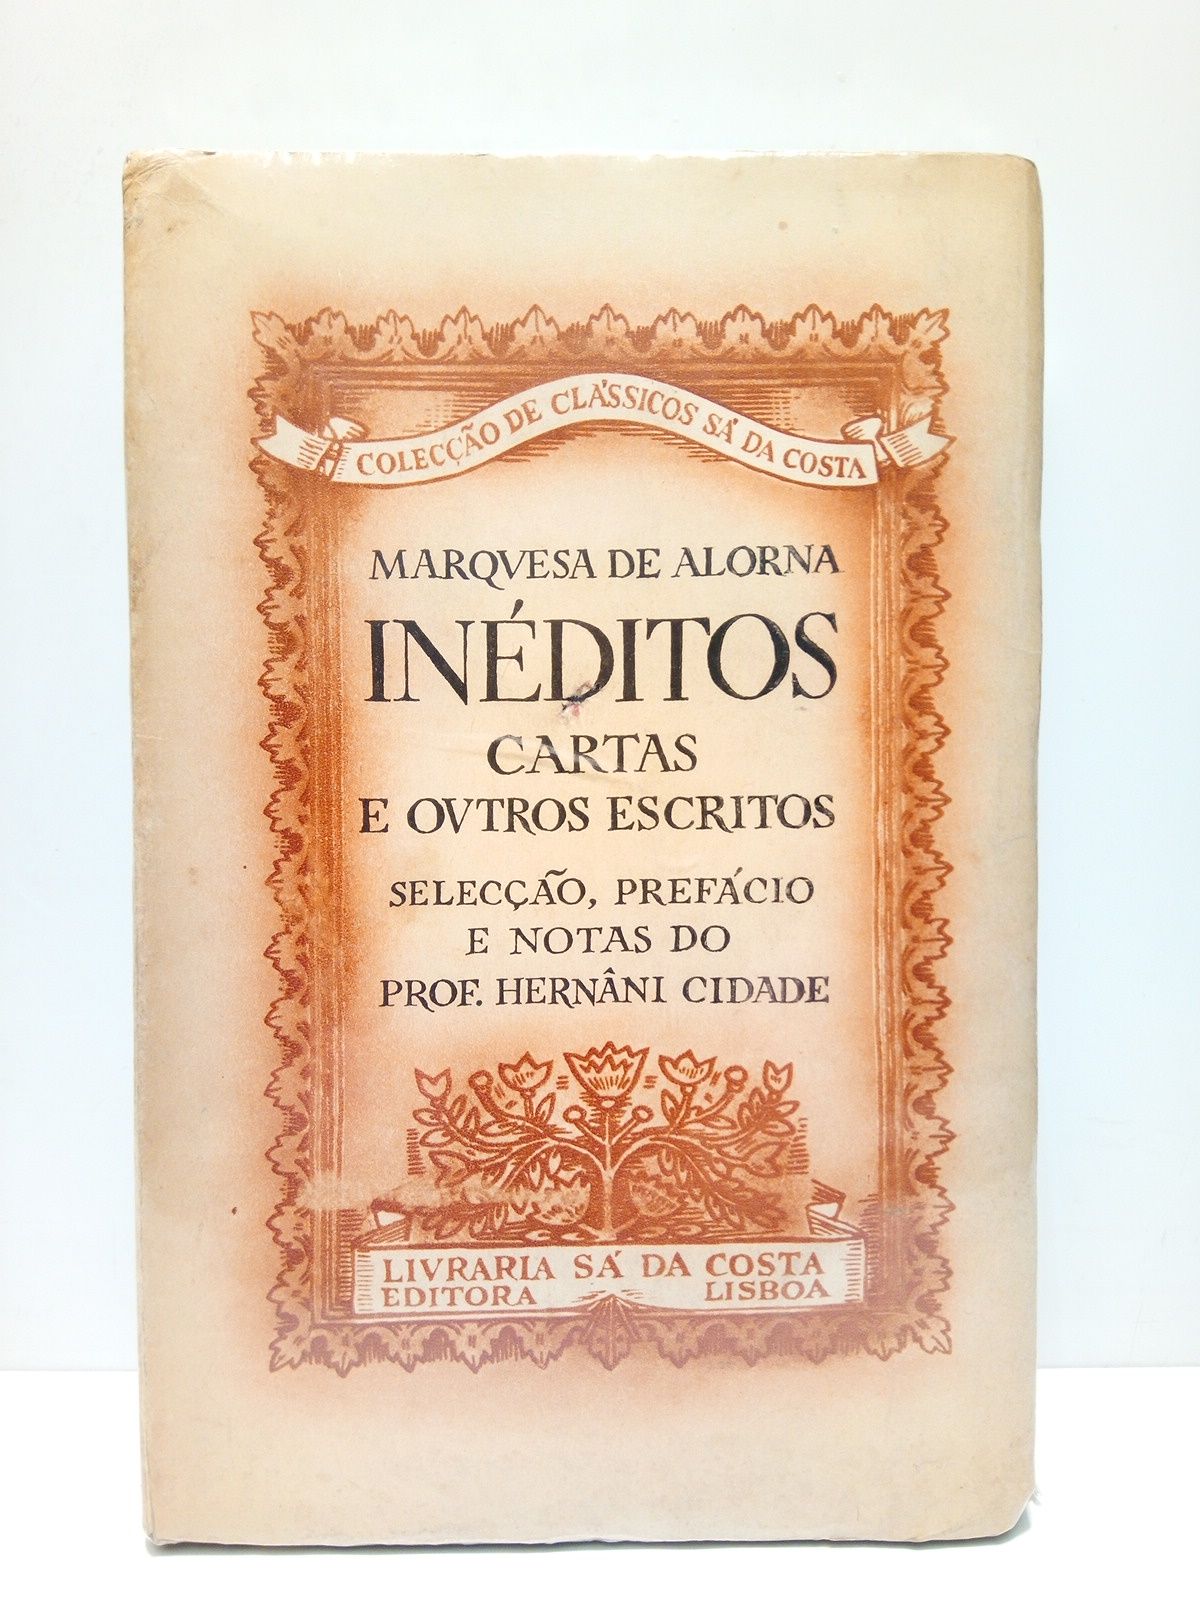 COLECÇÃO DE CLÁSSICOS SÁ DA COSTA
MARQVESA DE ALORNA
INÉDITOS
CARTAS
E OVTROS ESCRITOS
SELECÇÃO, PREFÁCIO
E NOTAS DO
PROF. HERNÂNI CIDADE
LIVRARIA SÁ DA COSTA
EDITORA LISBOA